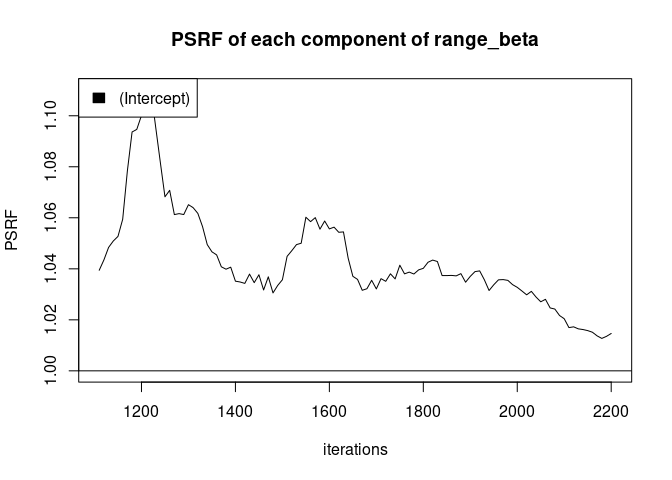 PSRF of each component of range_beta
(Intercept)
PSRF
1.10
1.08
1.06
1.04
1.02
1.00
1200 1400 1600 1800 2000 2200
iterations